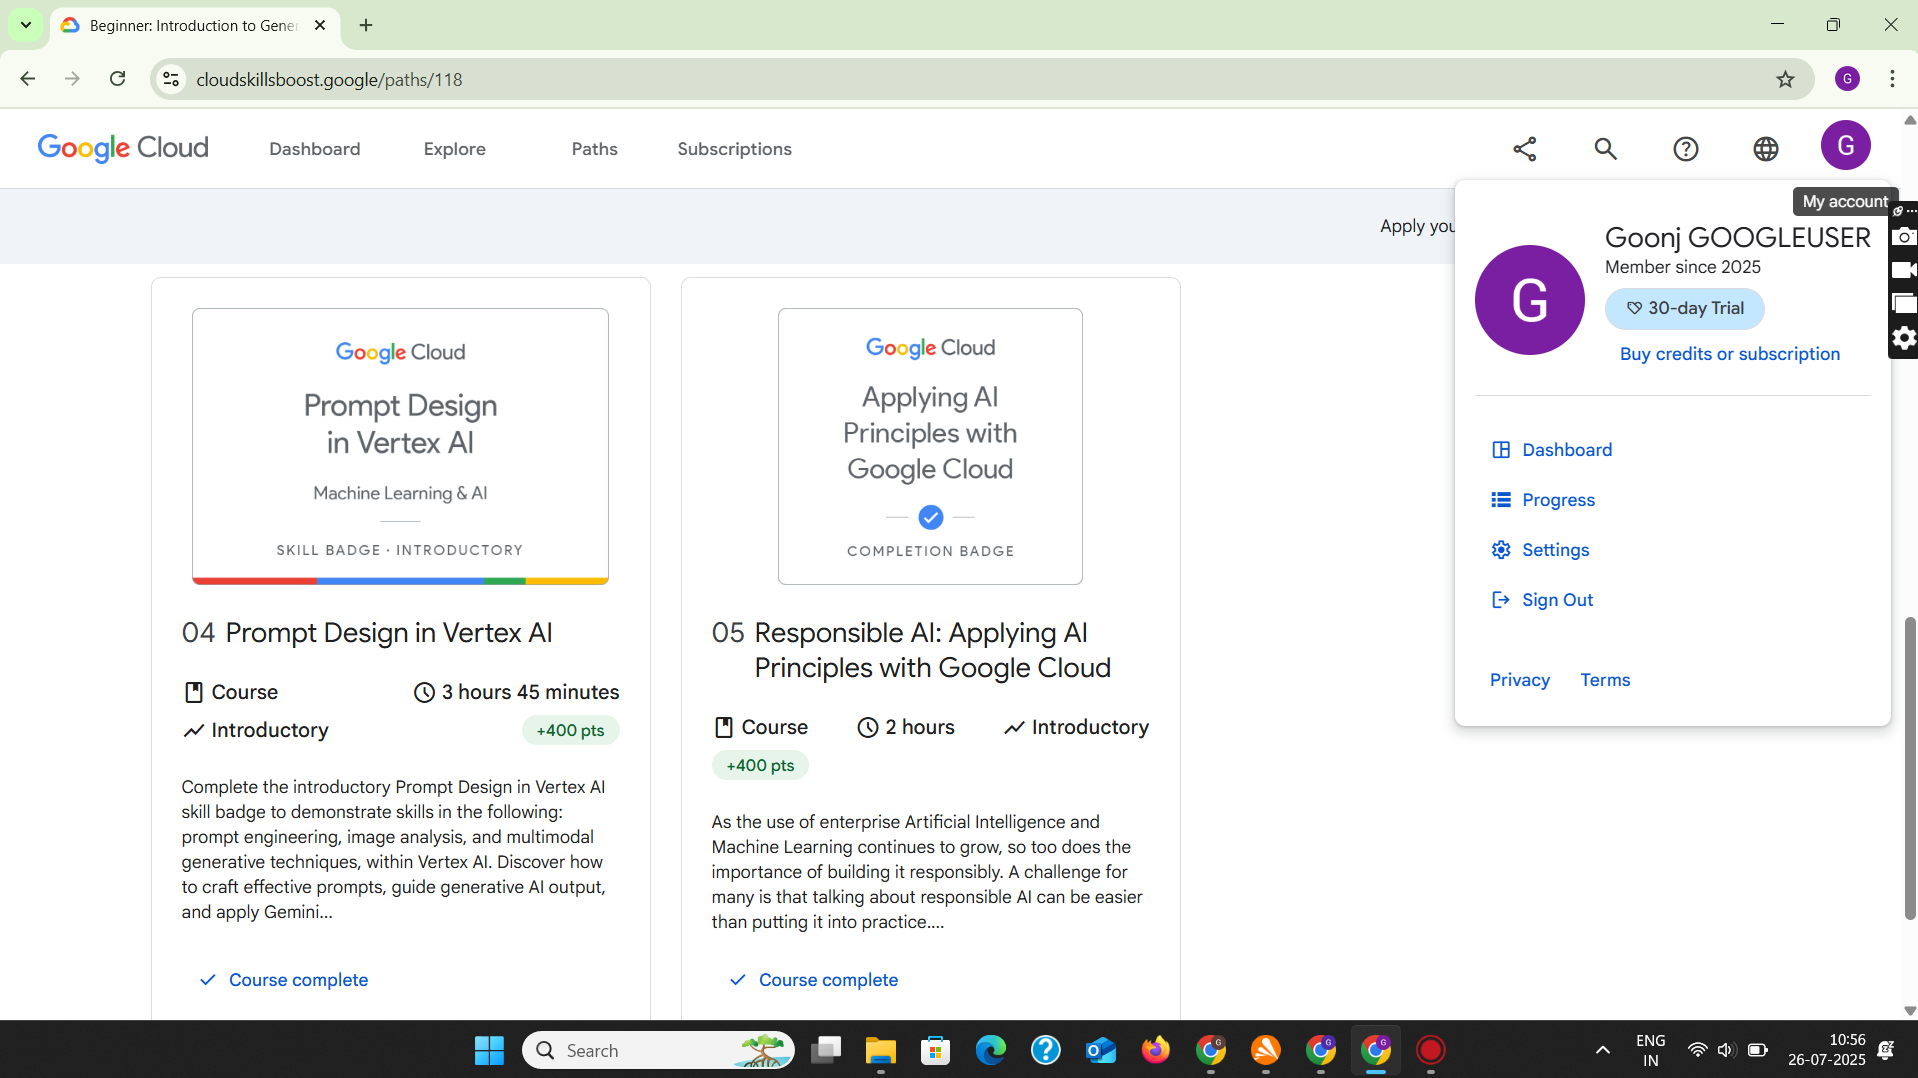 Beginner: Introduction to Gener
cloudskillsboost.google/paths/118
G
Google Cloud
Dashboard
Explore
Paths
Subscriptions
G
My account
Apply you
Goonj GOOGLEUSER
Member since 2025
G
30-day Trial
Buy credits or subscription
Dashboard
Progress
Settings
Sign Out
Privacy
Terms
Google Cloud
Prompt Design
in Vertex AI
Machine Learning & AI
SKILL BADGE · INTRODUCTORY
04 Prompt Design in Vertex AI
Course
3 hours 45 minutes
Introductory
+400 pts
Complete the introductory Prompt Design in Vertex AI
skill badge to demonstrate skills in the following:
prompt engineering, image analysis, and multimodal
generative techniques, within Vertex AI. Discover how
to craft effective prompts, guide generative AI output,
and apply Gemini...
Course complete
Google Cloud
Applying AI
Principles with
Google Cloud
COMPLETION BADGE
05 Responsible AI: Applying AI
Principles with Google Cloud
Course
2 hours
Introductory
+400 pts
As the use of enterprise Artificial Intelligence and
Machine Learning continues to grow, so too does the
importance of building it responsibly. A challenge for
many is that talking about responsible AI can be easier
than putting it into practice....
Course complete
Search
ENG
IN
10:56
26-07-2025